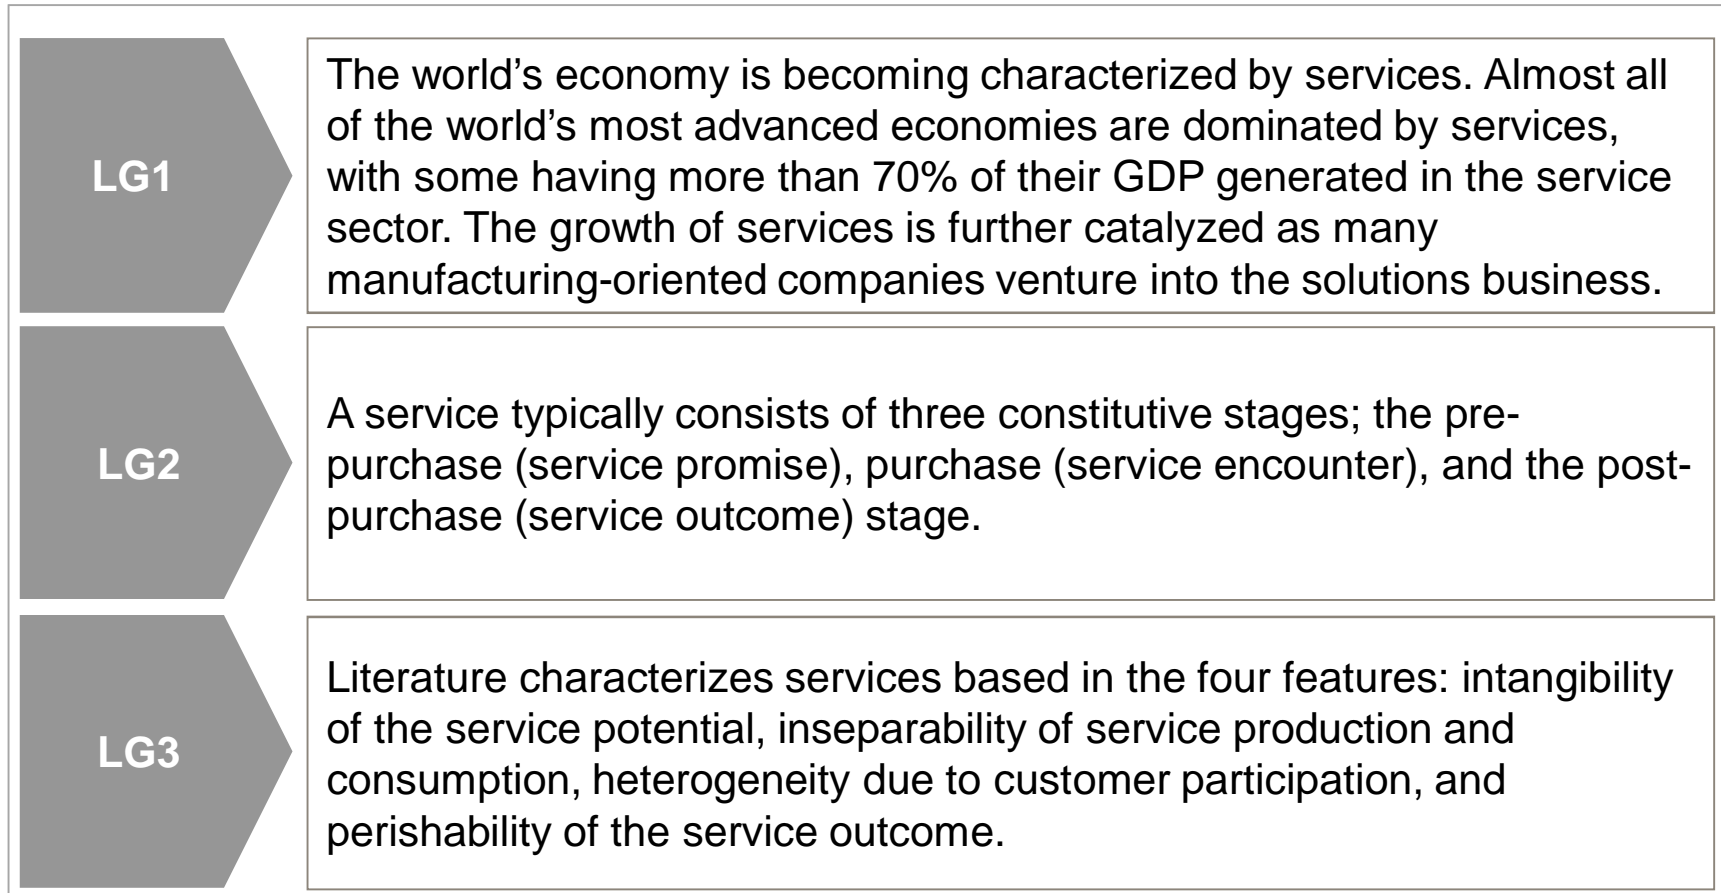 LG1
The world’s economy is becoming characterized by services. Almost all
of the world’s most advanced economies are dominated by services,
with some having more than 70% of their GDP generated in the service
sector. The growth of services is further catalyzed as many
manufacturing-oriented companies venture into the solutions business.
LG2
A service typically consists of three constitutive stages; the pre-
purchase (service promise), purchase (service encounter), and the post-
purchase (service outcome) stage.
LG3
Literature characterizes services based in the four features: intangibility
of the service potential, inseparability of service production and
consumption, heterogeneity due to customer participation, and
perishability of the service outcome.